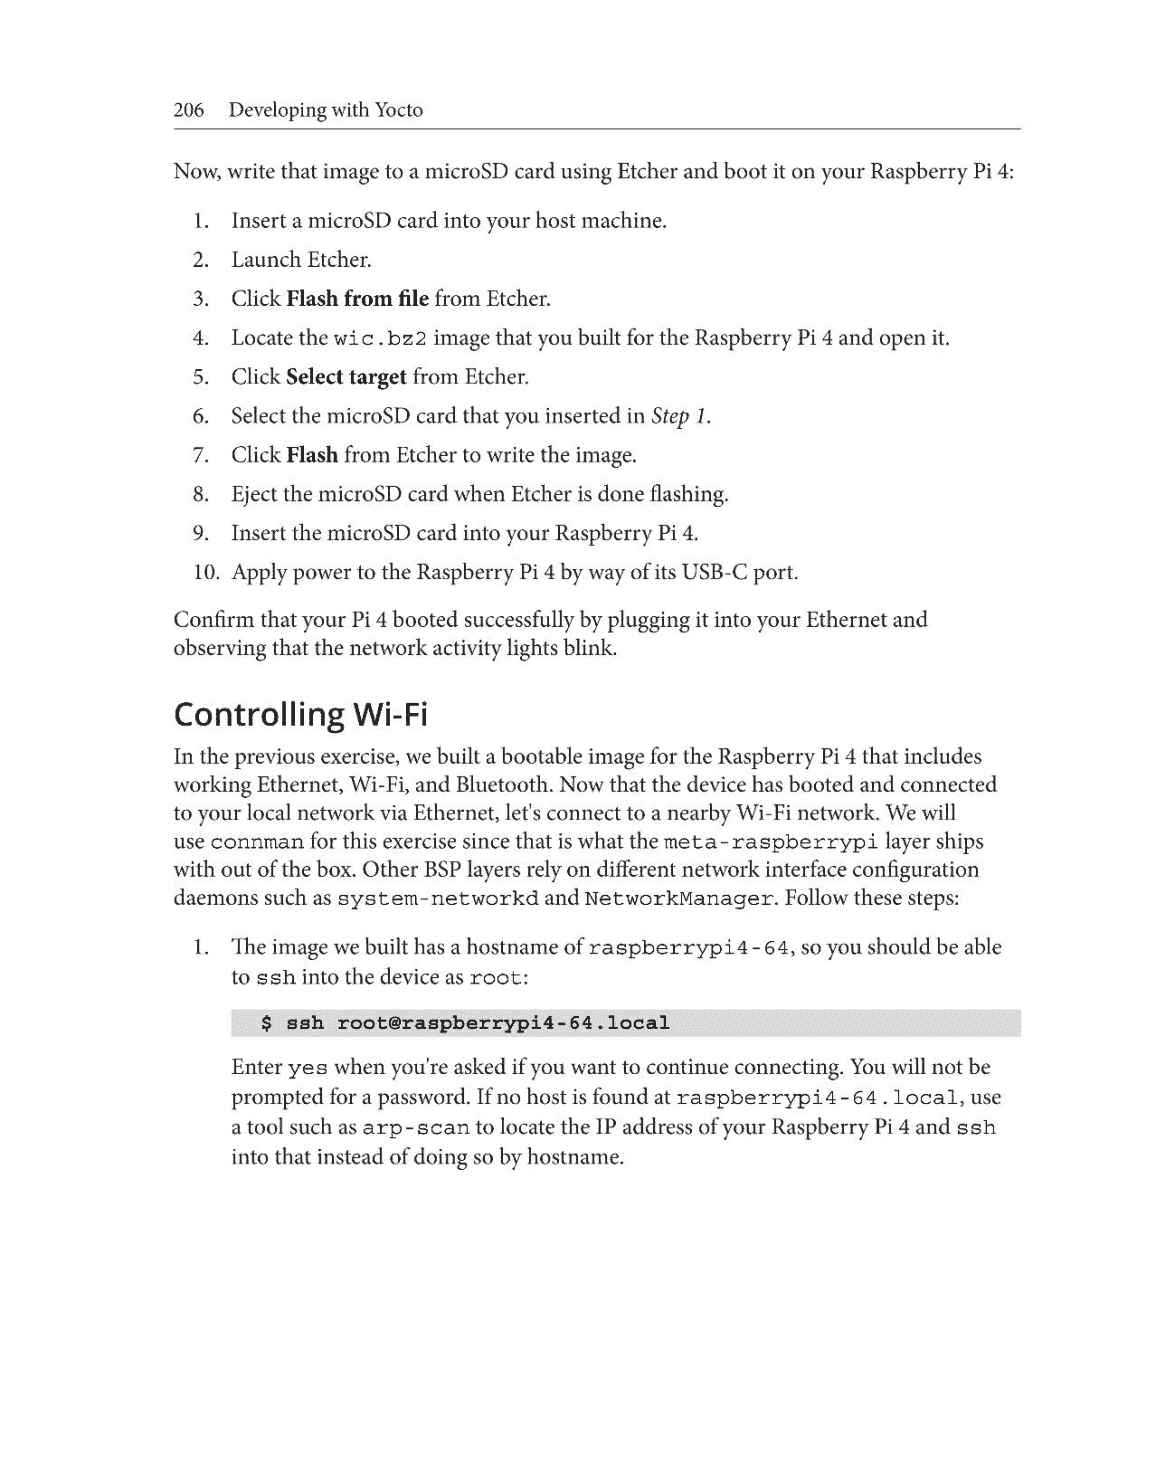 206 Developing with Yocto
Now, write that image to a microSD card using Etcher and boot it on your Raspberry Pi 4:
1. Insert a microSD card into your host machine.
2. Launch Etcher.
3. Click Flash from file from Etcher.
4. Locate the wic.bz2 image that you built for the Raspberry Pi 4 and open it.
5. Click Select target from Etcher.
6. Select the microSD card that you inserted in Step 1.
7. Click Flash from Etcher to write the image.
8. Eject the microSD card when Etcher is done flashing.
9. Insert the microSD card into your Raspberry Pi 4.
10. Apply power to the Raspberry Pi 4 by way of its USB-C port.
Confirm that your Pi 4 booted successfully by plugging it into your Ethernet and
observing that the network activity lights blink.
Controlling Wi-Fi
In the previous exercise, we built a bootable image for the Raspberry Pi 4 that includes
working Ethernet, Wi-Fi, and Bluetooth. Now that the device has booted and connected
to your local network via Ethernet, let's connect to a nearby Wi-Fi network. We will
use connman for this exercise since that is what the meta-raspberrypi layer ships
with out of the box. Other BSP layers rely on different network interface configuration
daemons such as system-networkd and NetworkManager. Follow these steps:
1. The image we built has a hostname of raspberrypi4-64, so you should be able
to ssh into the device as root:
$ ssh root@raspberrypi4-64.local
Enter yes when you're asked if you want to continue connecting. You will not be
prompted for a password. If no host is found at raspberrypi4-64.local, use
a tool such as arp-scan to locate the IP address of your Raspberry Pi 4 and ssh
into that instead of doing so by hostname.